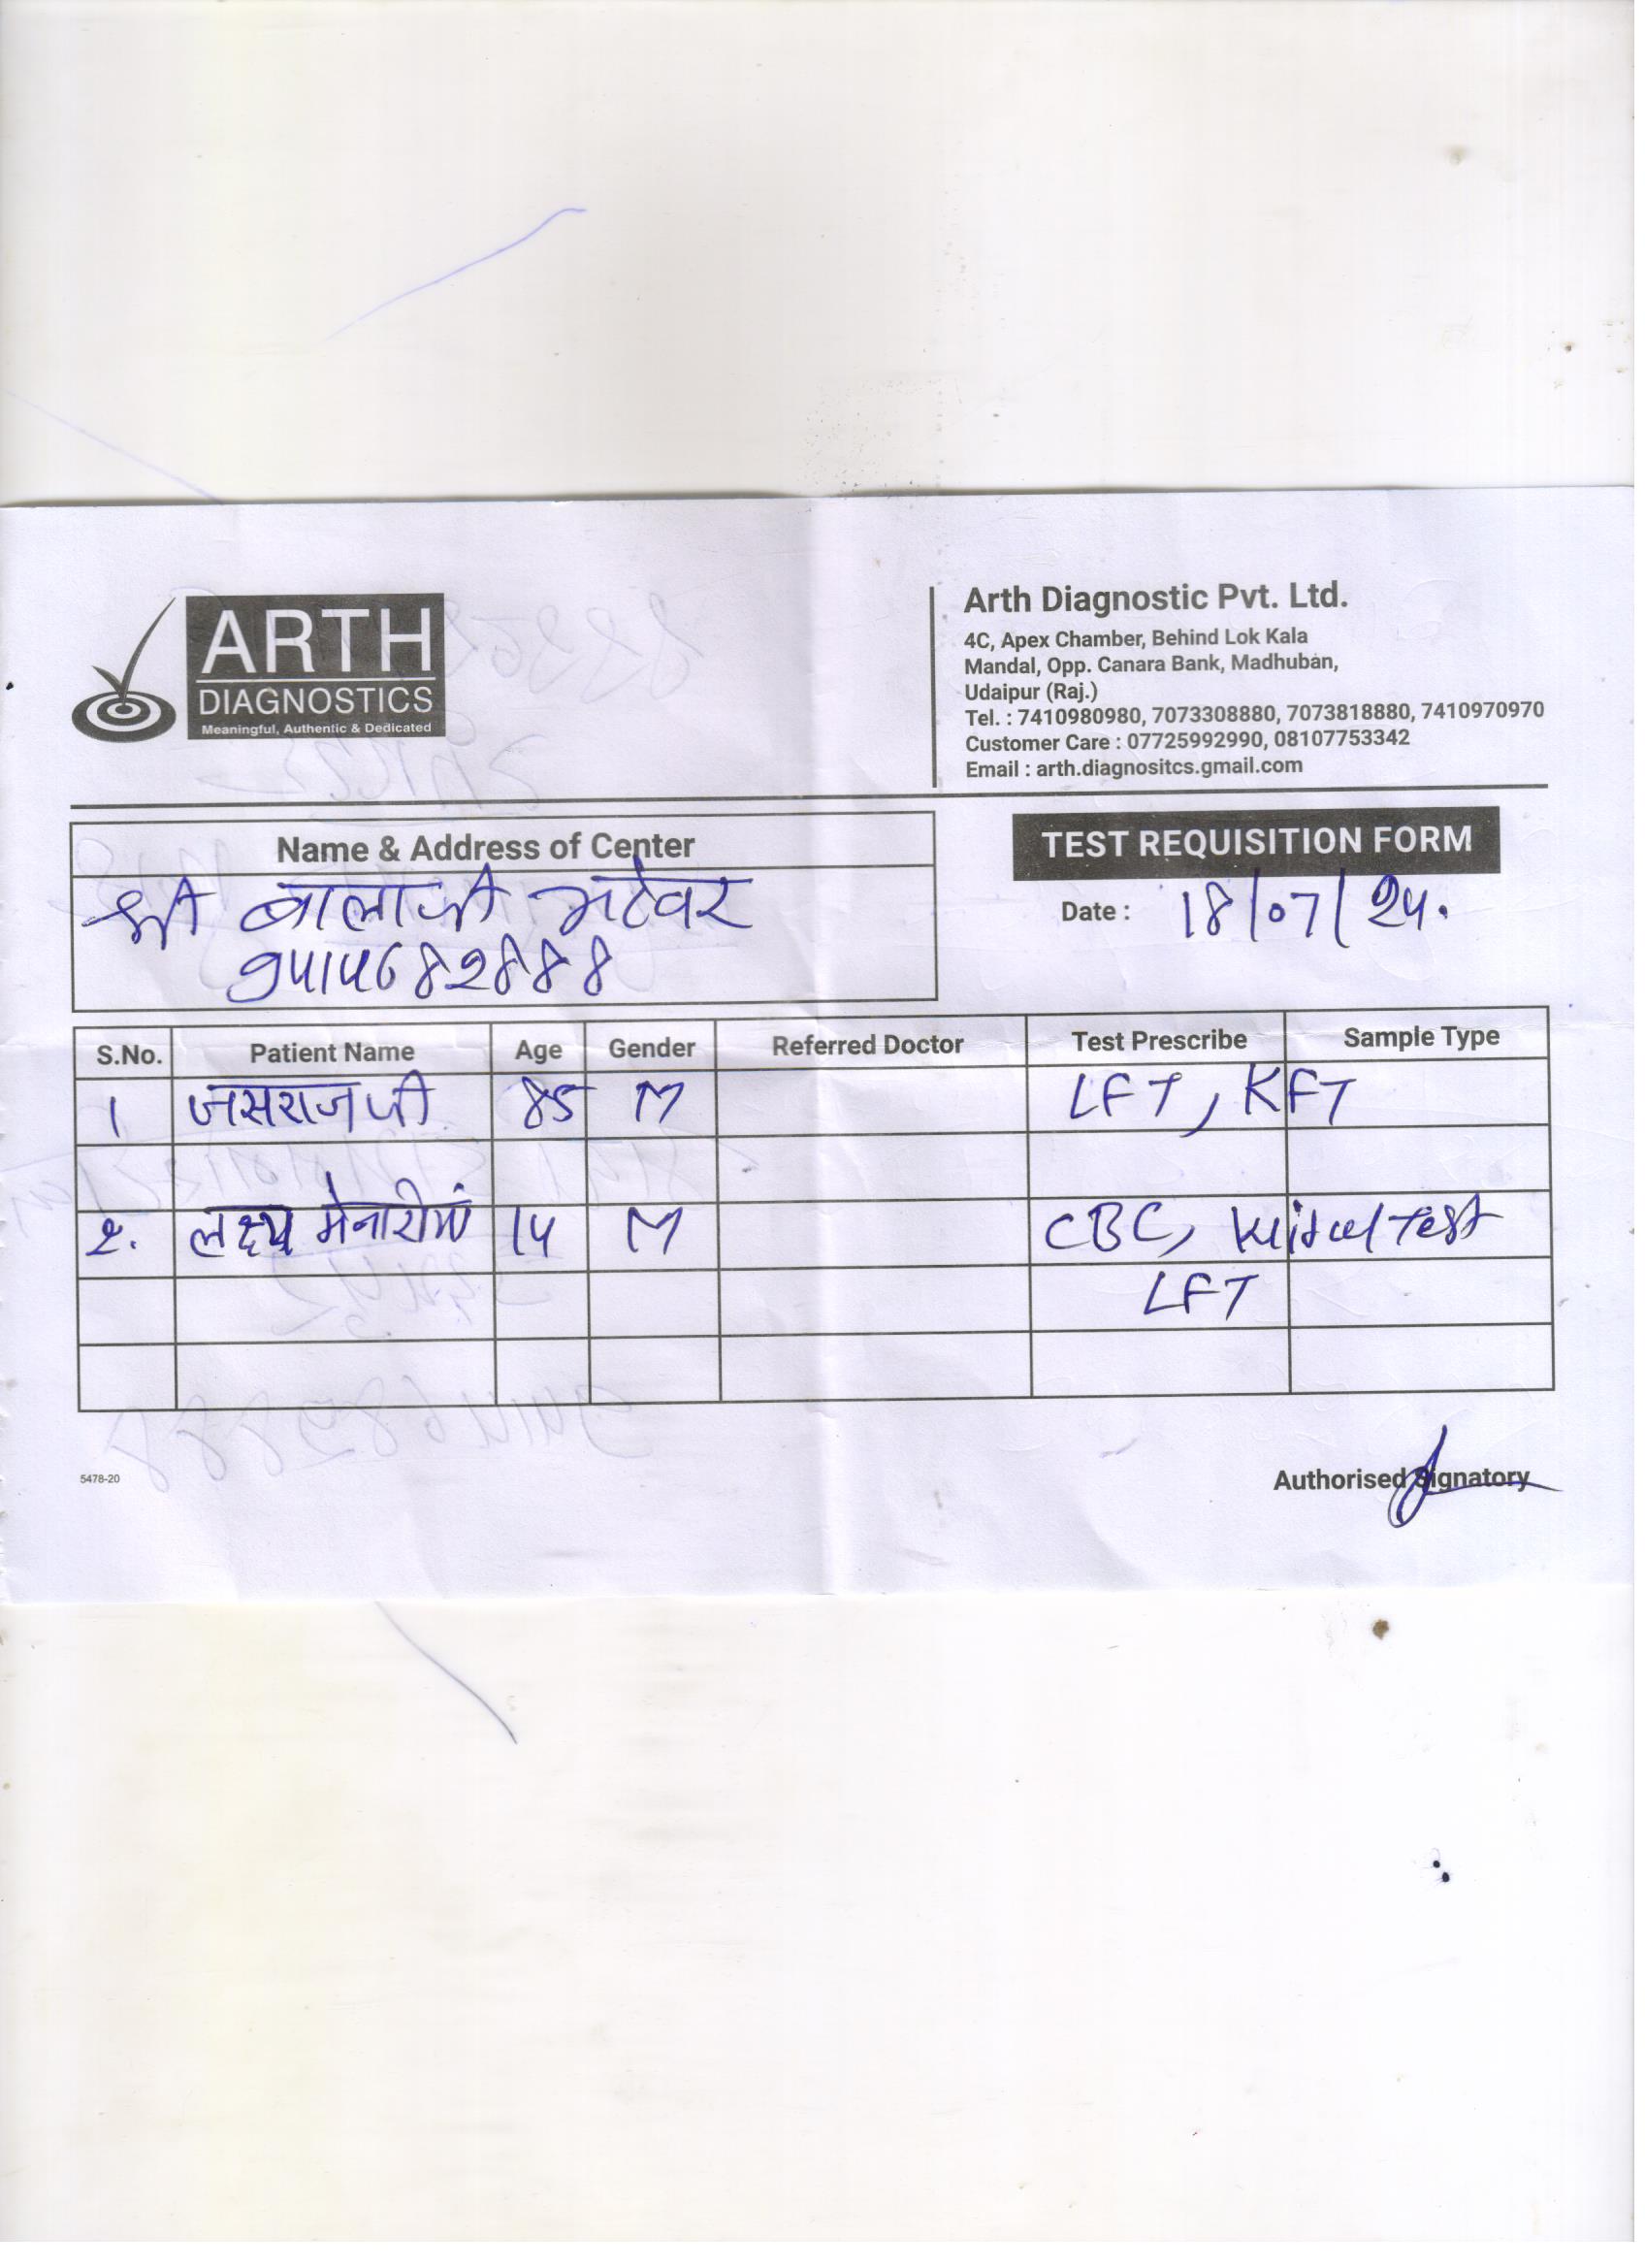 ARTH
DIAGNOSTICS
Meaningful, Authentic & Dedicated
Arth Diagnostic Pvt. Ltd.
4C, Apex Chamber, Behind Lok Kala
Mandal, Opp. Canara Bank, Madhuban,
Udaipur (Raj.)
Tel. : 7410980980, 7073308880, 7073818880, 7410970970
Customer Care : 07725992990, 08107753342
Email : arth.diagnositcs.gmail.com
Name & Address of Center
श्री बालाजी भटेवर
9414682888
TEST REQUISITION FORM
Date : 18/07/24.
S.No. Patient Name Age Gender Referred Doctor Test Prescribe Sample Type
1 जसराज जी 85 M LFT, KFT
2. लक्ष्य मेनारीया 14 M CBC, Test
LFT
5478-20
Authorised Signatory